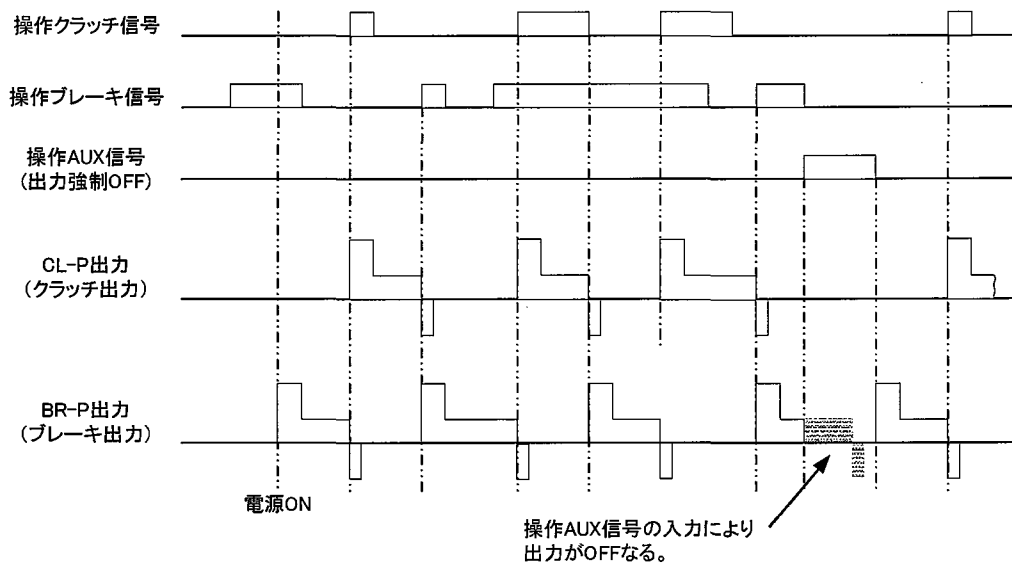 操作クラッチ信号
操作ブレーキ信号
操作AUX信号
(出力強制OFF)
CL-P出力
(クラッチ出力)
BR-P出力
(ブレーキ出力)
電源ON
操作AUX信号の入力により
出力がOFFなる。